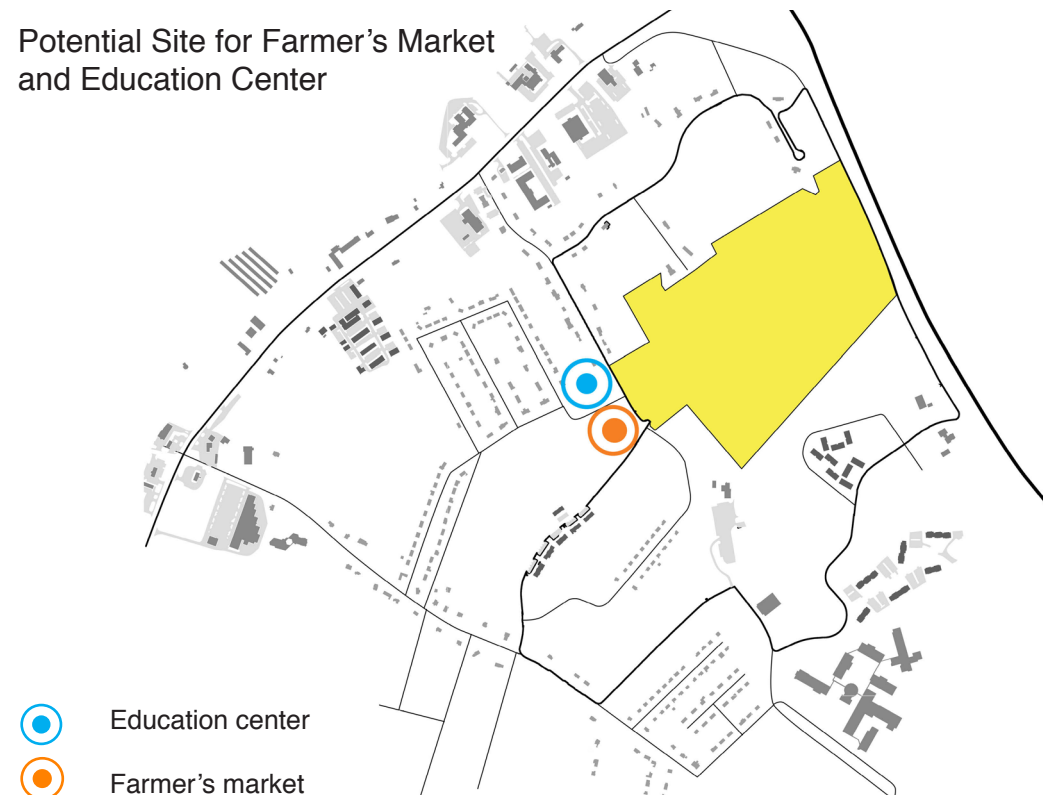 Potential Site for Farmer’s Market
and Education Center
Education center
Farmer’s market